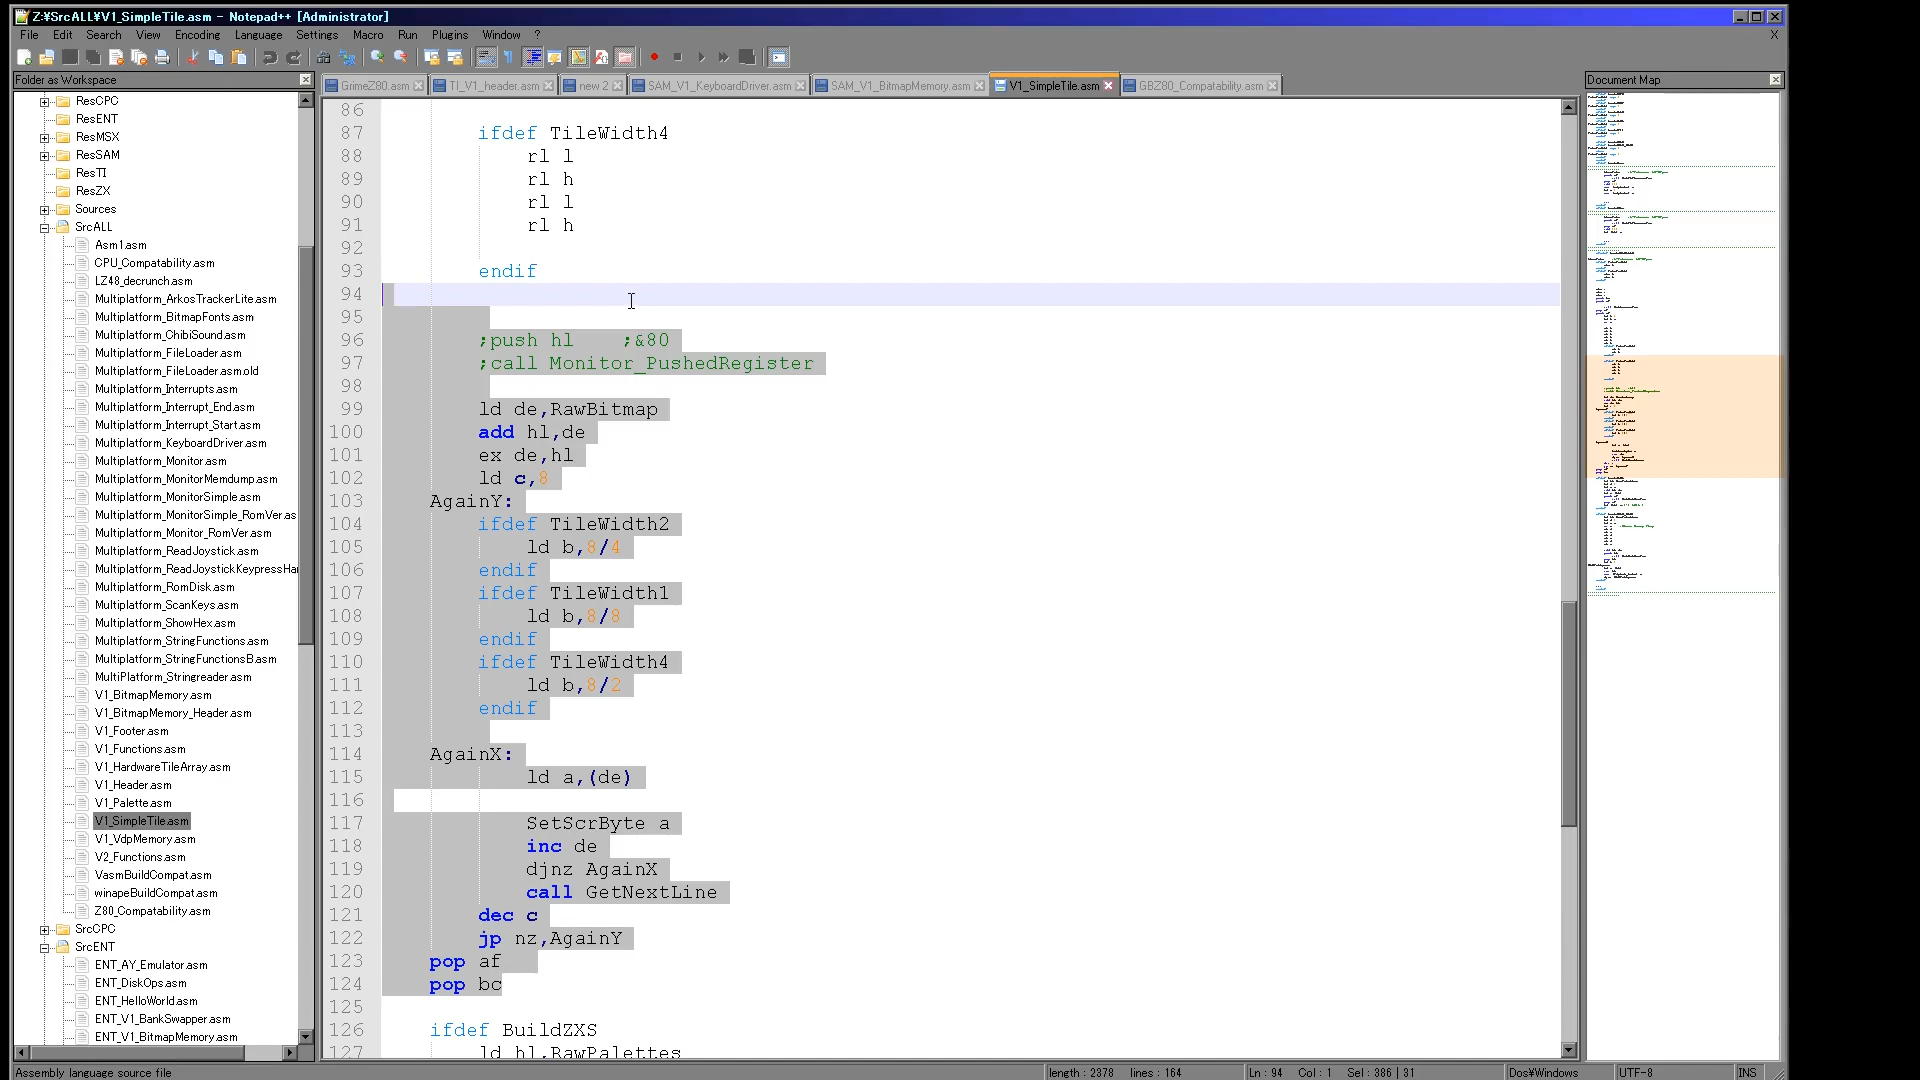 Z:¥SrcALL¥V1_SimpleTile.asm - Notepad++ [Administrator]
File Edit Search View Encoding Language Settings Macro Run Plugins Window ? X
Folder as Workspace
GrimeZ80.asm TI_V1_header.asm new 2 SAM_V1_KeyboardDriver.asm SAM_V1_BitmapMemory.asm V1_SimpleTile.asm GBZ80_Compatability.asm
Document Map
ResCPC
ResENT
ResMSX
ResSAM
ResTI
ResZX
Sources
SrcALL
Asm1.asm
CPU_Compatability.asm
LZ48_decrunch.asm
Multiplatform_ArkosTrackerLite.asm
Multiplatform_BitmapFonts.asm
Multiplatform_ChibiSound.asm
Multiplatform_FileLoader.asm
Multiplatform_FileLoader.asm.old
Multiplatform_Interrupts.asm
Multiplatform_Interrupt_End.asm
Multiplatform_Interrupt_Start.asm
Multiplatform_KeyboardDriver.asm
Multiplatform_Monitor.asm
Multiplatform_MonitorMemdump.asm
Multiplatform_MonitorSimple.asm
Multiplatform_MonitorSimple_RomVer.as
Multiplatform_Monitor_RomVer.asm
Multiplatform_ReadJoystick.asm
Multiplatform_ReadJoystickKeypressHa
Multiplatform_RomDisk.asm
Multiplatform_ScanKeys.asm
Multiplatform_ShowHex.asm
Multiplatform_StringFunctions.asm
Multiplatform_StringFunctionsB.asm
MultiPlatform_Stringreader.asm
V1_BitmapMemory.asm
V1_BitmapMemory_Header.asm
V1_Footer.asm
V1_Functions.asm
V1_HardwareTileArray.asm
V1_Header.asm
V1_Palette.asm
V1_SimpleTile.asm
V1_VdpMemory.asm
V2_Functions.asm
VasmBuildCompat.asm
winapeBuildCompat.asm
Z80_Compatability.asm
SrcCPC
SrcENT
ENT_AY_Emulator.asm
ENT_DiskOps.asm
ENT_HelloWorld.asm
ENT_V1_BankSwapper.asm
ENT_V1_BitmapMemory.asm
86
87 ifdef TileWidth4
88 rl l
89 rl h
90 rl l
91 rl h
92
93 endif
94
95
96 ;push hl ;&80
97 ;call Monitor_PushedRegister
98
99 ld de,RawBitmap
100 add hl,de
101 ex de,hl
102 ld c,8
103 AgainY:
104 ifdef TileWidth2
105 ld b,8/4
106 endif
107 ifdef TileWidth1
108 ld b,8/8
109 endif
110 ifdef TileWidth4
111 ld b,8/2
112 endif
113
114 AgainX:
115 ld a,(de)
116
117 SetScrByte a
118 inc de
119 djnz AgainX
120 call GetNextLine
121 dec c
122 jp nz,AgainY
123 pop af
124 pop bc
125
126 ifdef BuildZXS
127 ld hl,RawPalettes
Assembly language source file length : 2378 lines : 164 Ln : 94 Col : 1 Sel : 386 | 31 Dos¥Windows UTF-8 INS